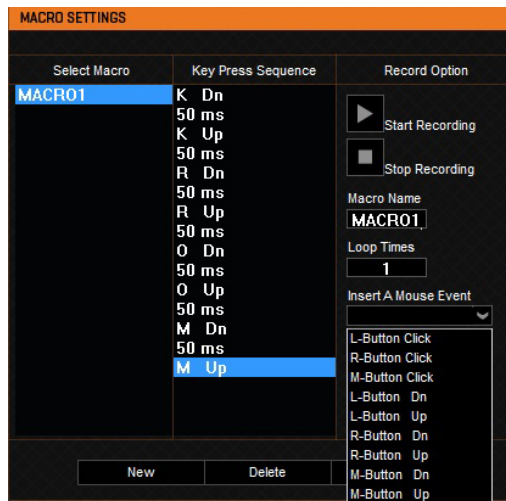 MACRO SETTINGS
Select Macro
MACRO1
Key Press Sequence
K Dn
50 ms
K Up
50 ms
R Dn
50 ms
R Up
50 ms
O Dn
50 ms
O Up
50 ms
M Dn
50 ms
M Up
Record Option
Start Recording
Stop Recording
Macro Name
MACRO1
Loop Times
1
Insert A Mouse Event
L-Button Click
R-Button Click
M-Button Click
L-Button Dn
L-Button Up
R-Button Dn
R-Button Up
M-Button Dn
M-Button Up
New
Delete